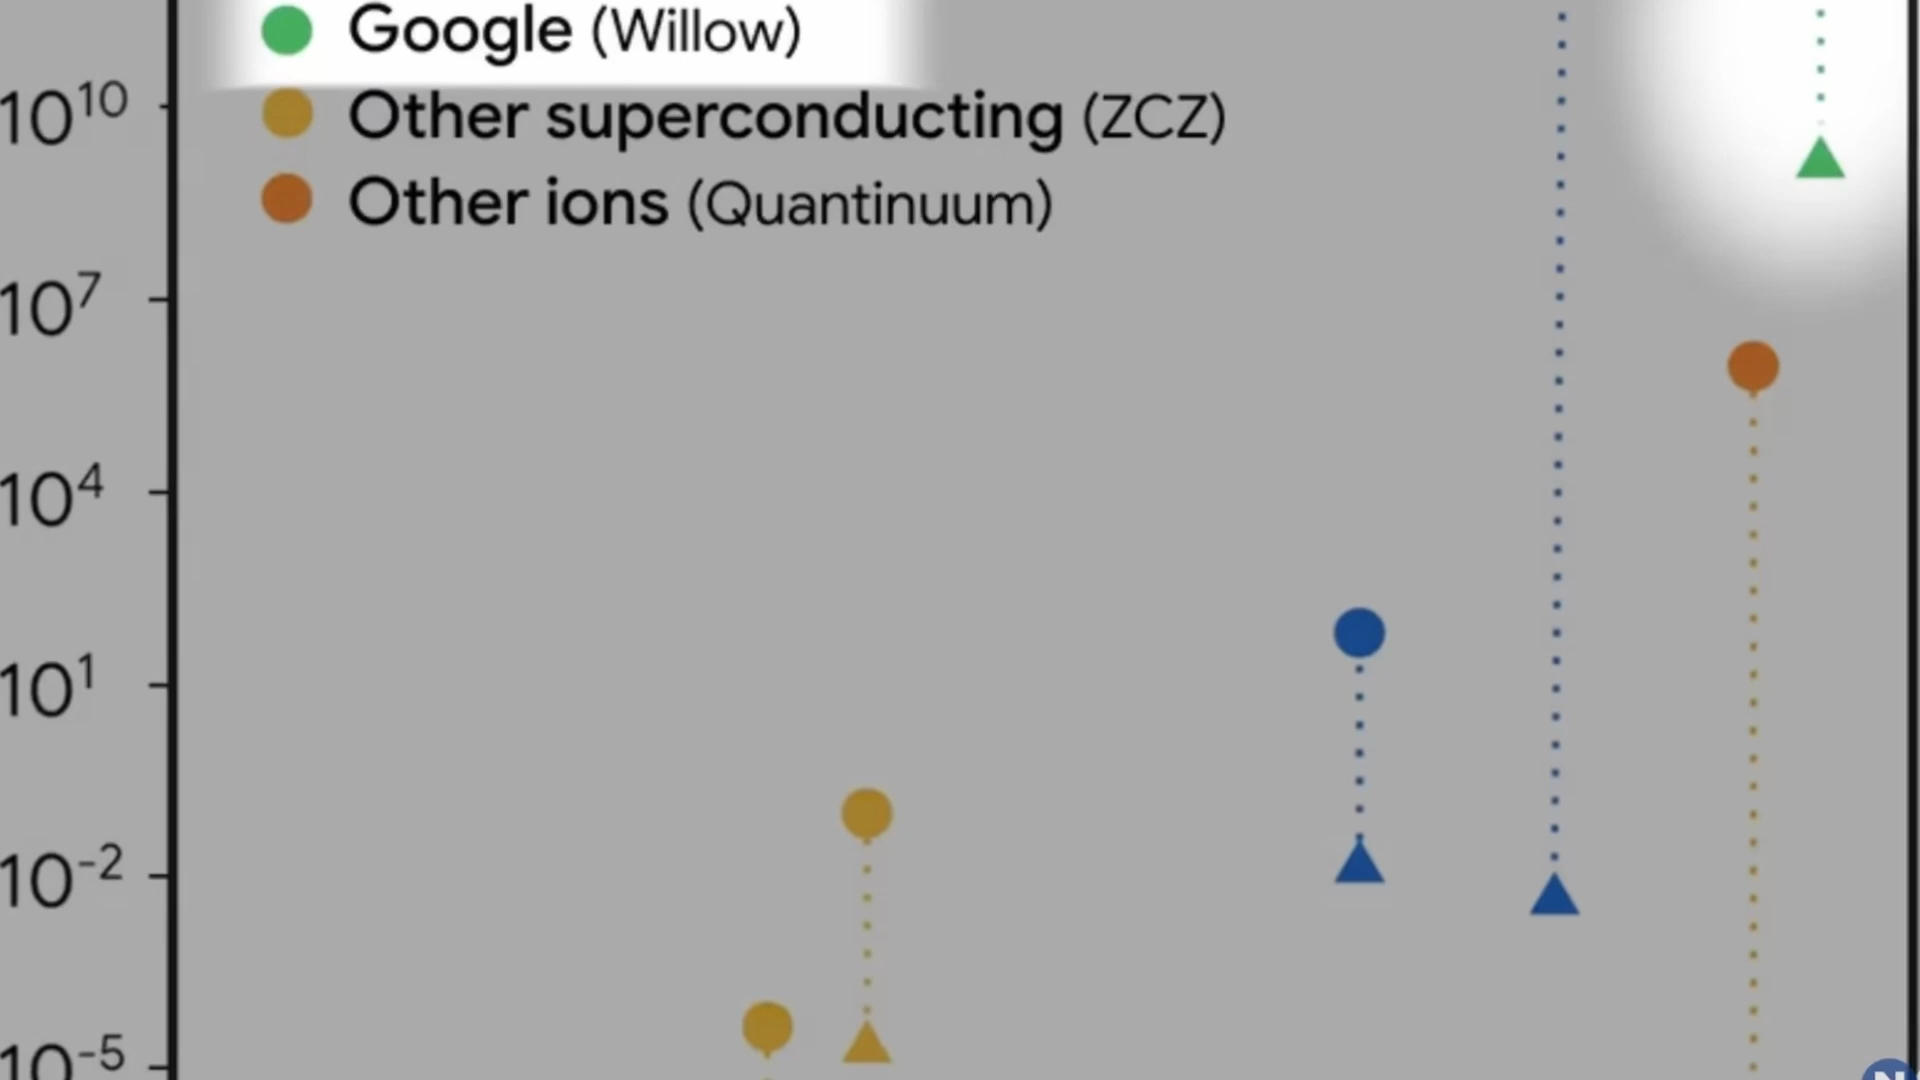 Google (Willow)
10^10
Other superconducting (ZCZ)
Other ions (Quantinuum)
10^7
10^4
10^1
10^-2
10^-5
N